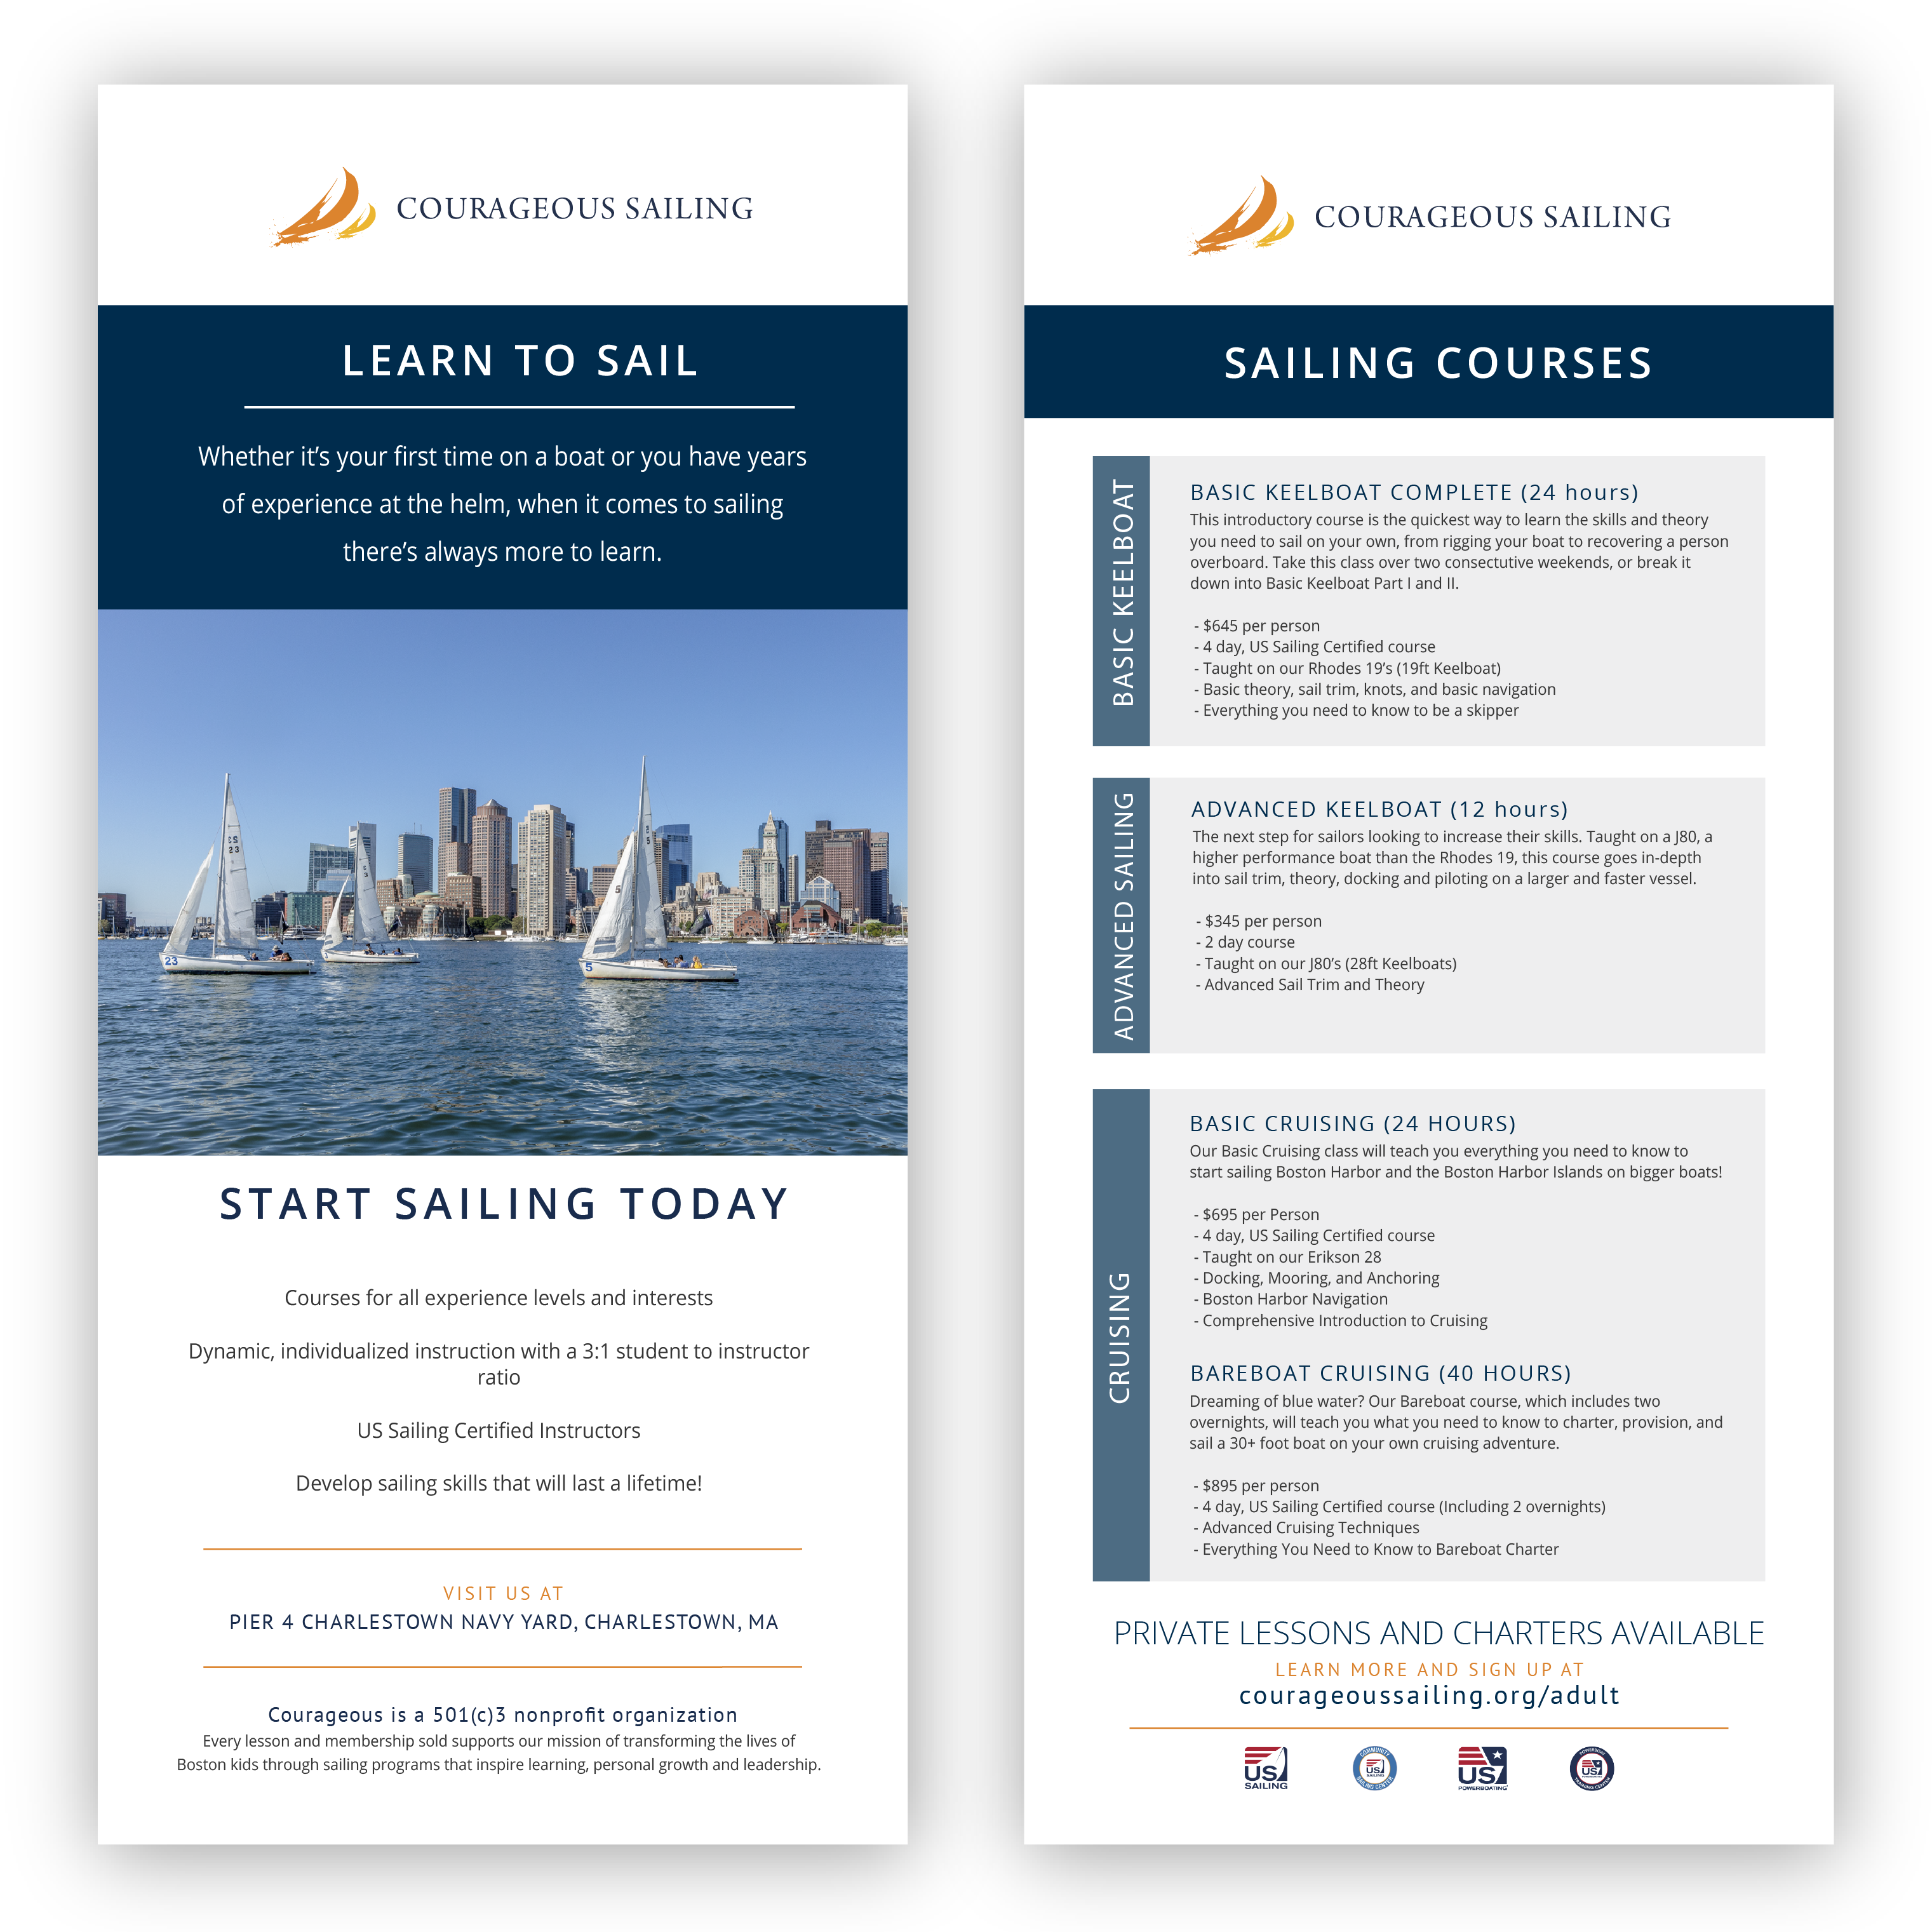 COURAGEOUS SAILING
LEARN TO SAIL
Whether it’s your first time on a boat or you have years
of experience at the helm, when it comes to sailing
there’s always more to learn.
CS
23
23
5
5
START SAILING TODAY
Courses for all experience levels and interests
Dynamic, individualized instruction with a 3:1 student to instructor
ratio
US Sailing Certified Instructors
Develop sailing skills that will last a lifetime!
VISIT US AT
PIER 4 CHARLESTOWN NAVY YARD, CHARLESTOWN, MA
Courageous is a 501(c)3 nonprofit organization
Every lesson and membership sold supports our mission of transforming the lives of
Boston kids through sailing programs that inspire learning, personal growth and leadership.
COURAGEOUS SAILING
SAILING COURSES
BASIC KEELBOAT
BASIC KEELBOAT COMPLETE (24 hours)
This introductory course is the quickest way to learn the skills and theory
you need to sail on your own, from rigging your boat to recovering a person
overboard. Take this class over two consectutive weekends, or break it
down into Basic Keelboat Part I and II.
- $645 per person
- 4 day, US Sailing Certified course
- Taught on our Rhodes 19’s (19ft Keelboat)
- Basic theory, sail trim, knots, and basic navigation
- Everything you need to know to be a skipper
ADVANCED SAILING
ADVANCED KEELBOAT (12 hours)
The next step for sailors looking to increase their skills. Taught on a J80, a
higher performance boat than the Rhodes 19, this course goes in-depth
into sail trim, theory, docking and piloting on a larger and faster vessel.
- $345 per person
- 2 day course
- Taught on our J80’s (28ft Keelboats)
- Advanced Sail Trim and Theory
CRUISING
BASIC CRUISING (24 HOURS)
Our Basic Cruising class will teach you everything you need to know to
start sailing Boston Harbor and the Boston Harbor Islands on bigger boats!
- $695 per Person
- 4 day, US Sailing Certified course
- Taught on our Erikson 28
- Docking, Mooring, and Anchoring
- Boston Harbor Navigation
- Comprehensive Introduction to Cruising
BAREBOAT CRUISING (40 HOURS)
Dreaming of blue water? Our Bareboat course, which includes two
overnights, will teach you what you need to know to charter, provision, and
sail a 30+ foot boat on your own cruising adventure.
- $895 per person
- 4 day, US Sailing Certified course (Including 2 overnights)
- Advanced Cruising Techniques
- Everything You Need to Know to Bareboat Charter
PRIVATE LESSONS AND CHARTERS AVAILABLE
LEARN MORE AND SIGN UP AT
courageoussailing.org/adult
US
SAILING
COMMUNITY
US
SAILING
SAILING CENTER
US
POWERBOATING
POWERBOAT
US
TRAINING CENTER